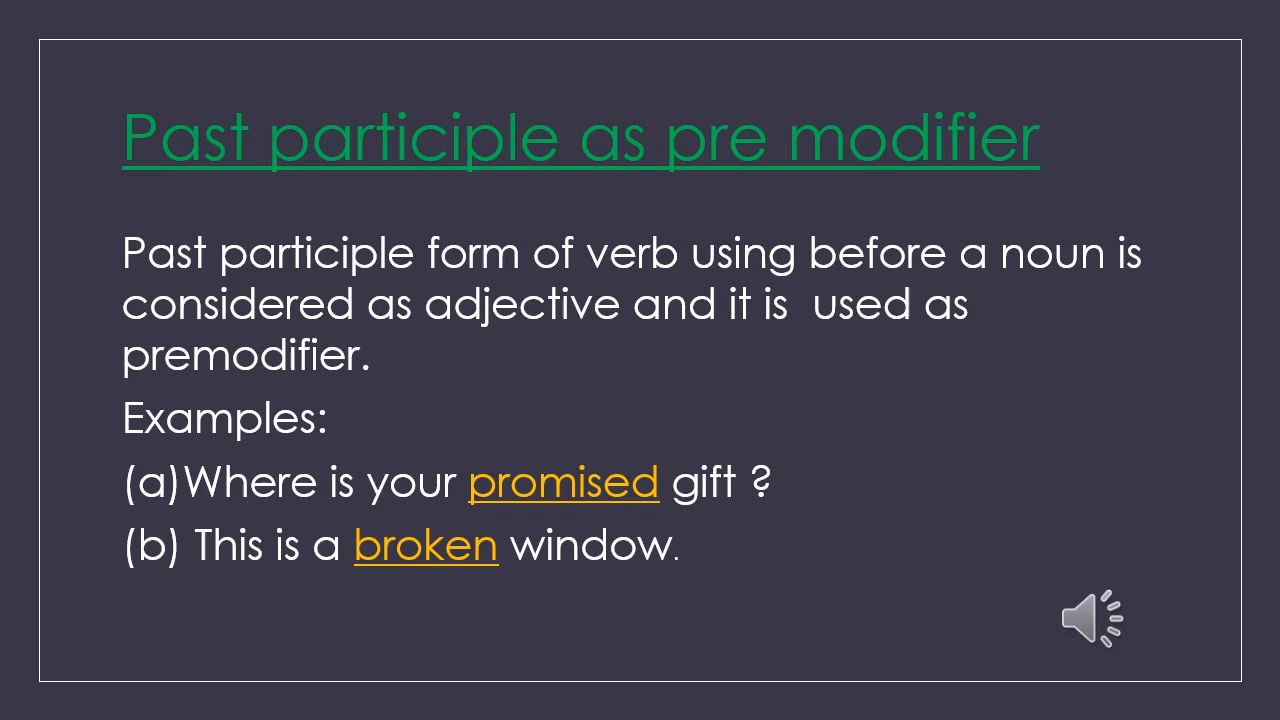 Past participle as pre modifier
Past participle form of verb using before a noun is
considered as adjective and it is  used as
premodifier.
Examples:
(a)Where is your promised gift ?
(b) This is a broken window.